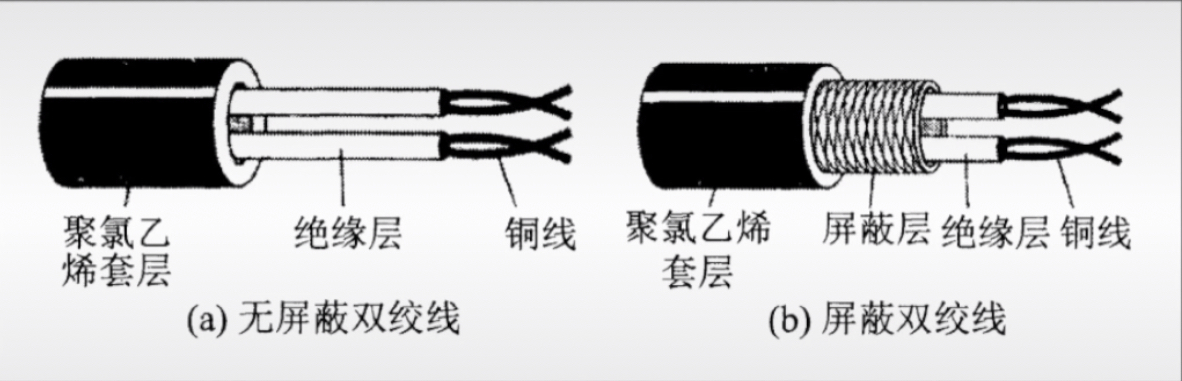 聚氯乙
烯套层
绝缘层
铜线
(a) 无屏蔽双绞线
聚氯乙烯
套层
屏蔽层
绝缘层
铜线
(b) 屏蔽双绞线